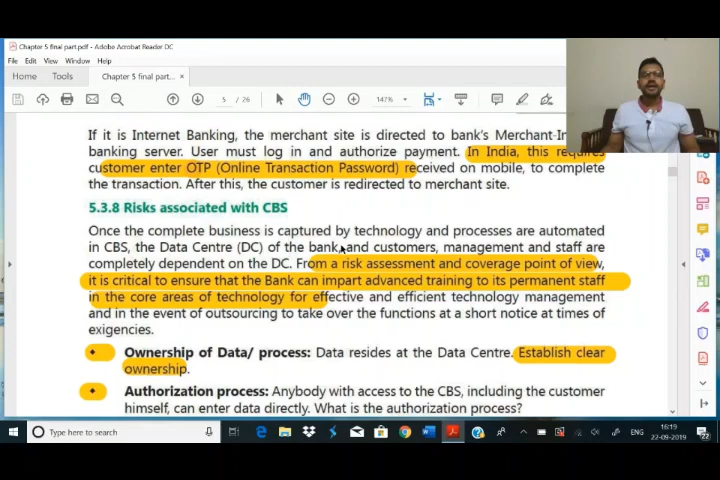 Chapter 5 final part.pdf - Adobe Acrobat Reader DC
File Edit View Window Help
Home Tools Chapter 5 final part... ×
5 / 26 147%
If it is Internet Banking, the merchant site is directed to bank's Merchant-In
banking server. User must log in and authorize payment. In India, this requires
customer enter OTP (Online Transaction Password) received on mobile, to complete
the transaction. After this, the customer is redirected to merchant site.
5.3.8 Risks associated with CBS
Once the complete business is captured by technology and processes are automated
in CBS, the Data Centre (DC) of the bank, and customers, management and staff are
completely dependent on the DC. From a risk assessment and coverage point of view,
it is critical to ensure that the Bank can impart advanced training to its permanent staff
in the core areas of technology for effective and efficient technology management
and in the event of outsourcing to take over the functions at a short notice at times of
exigencies.
Ownership of Data/ process: Data resides at the Data Centre. Establish clear
ownership.
Authorization process: Anybody with access to the CBS, including the customer
himself, can enter data directly. What is the authorization process?
Type here to search
ENG
16:19
22-09-2019
22